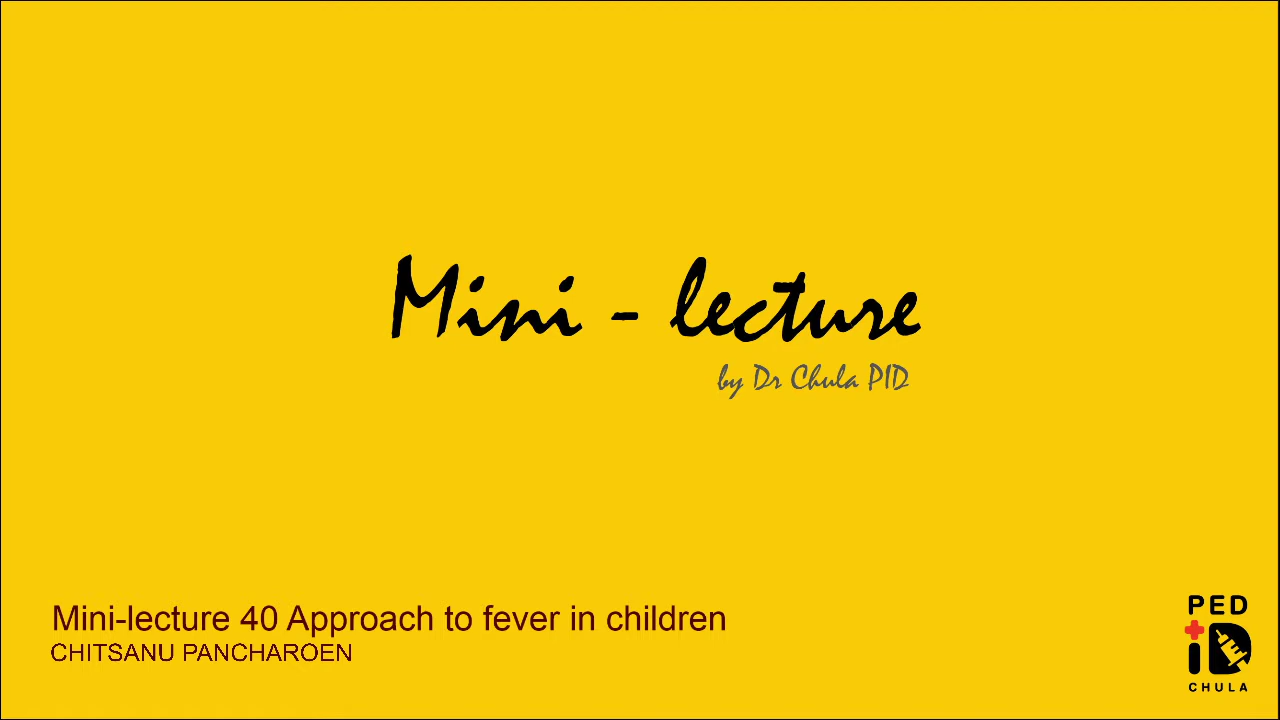 Mini - lecture
by Dr Chula PID
Mini-lecture 40 Approach to fever in children
CHITSANU PANCHAROEN
PED
iD
CHULA